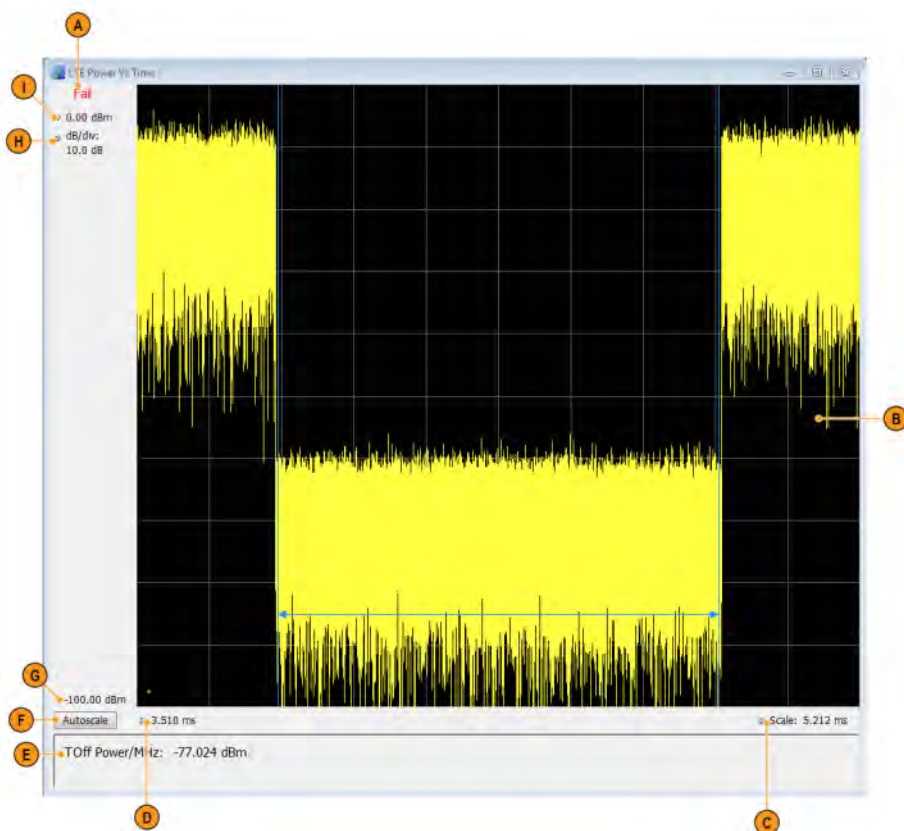 A
LTE Power Vs Time
Fail
I
0.00 dBm
H
dB/div:
10.0 dB
B
G
-100.00 dBm
F
Autoscale
3.510 ms
Scale: 5.212 ms
E
TOff Power/MHz: -77.024 dBm
D
C